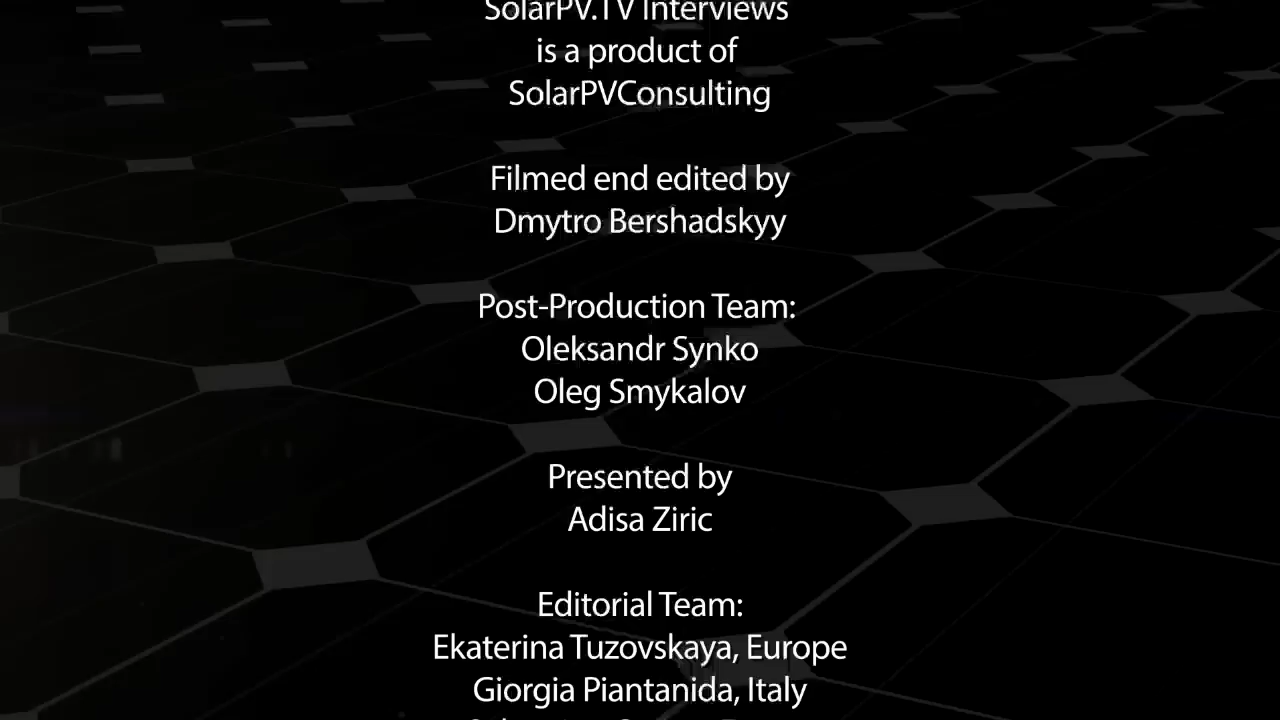 SolarPV.TV Interviews
is a product of
SolarPVConsulting
Filmed end edited by
Dmytro Bershadskyy
Post-Production Team:
Oleksandr Synko
Oleg Smykalov
Presented by
Adisa Ziric
Editorial Team:
Ekaterina Tuzovskaya, Europe
Giorgia Piantanida, Italy